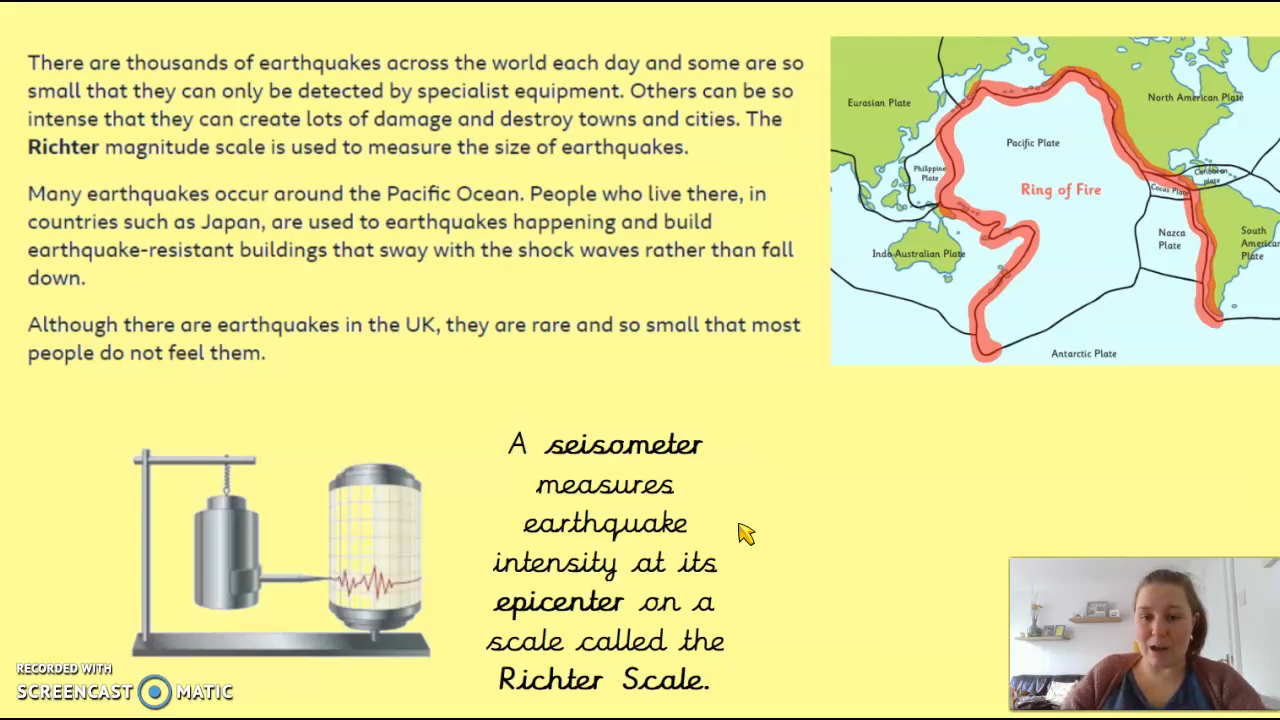 There are thousands of earthquakes across the world each day and some are so
small that they can only be detected by specialist equipment. Others can be so
intense that they can create lots of damage and destroy towns and cities. The
Richter magnitude scale is used to measure the size of earthquakes.
Many earthquakes occur around the Pacific Ocean. People who live there, in
countries such as Japan, are used to earthquakes happening and build
earthquake-resistant buildings that sway with the shock waves rather than fall
down.
Although there are earthquakes in the UK, they are rare and so small that most
people do not feel them.
Eurasian Plate
North American Plate
Pacific Plate
Philippine
Plate
Caribbean
plate
Cocos Plate
Ring of Fire
Nazca
Plate
South
American
Plate
Indo-Australian Plate
Antarctic Plate
A seisometer
measures
earthquake
intensity at its
epicenter on a
scale called the
Richter Scale.
RECORDED WITH
SCREENCAST MATIC